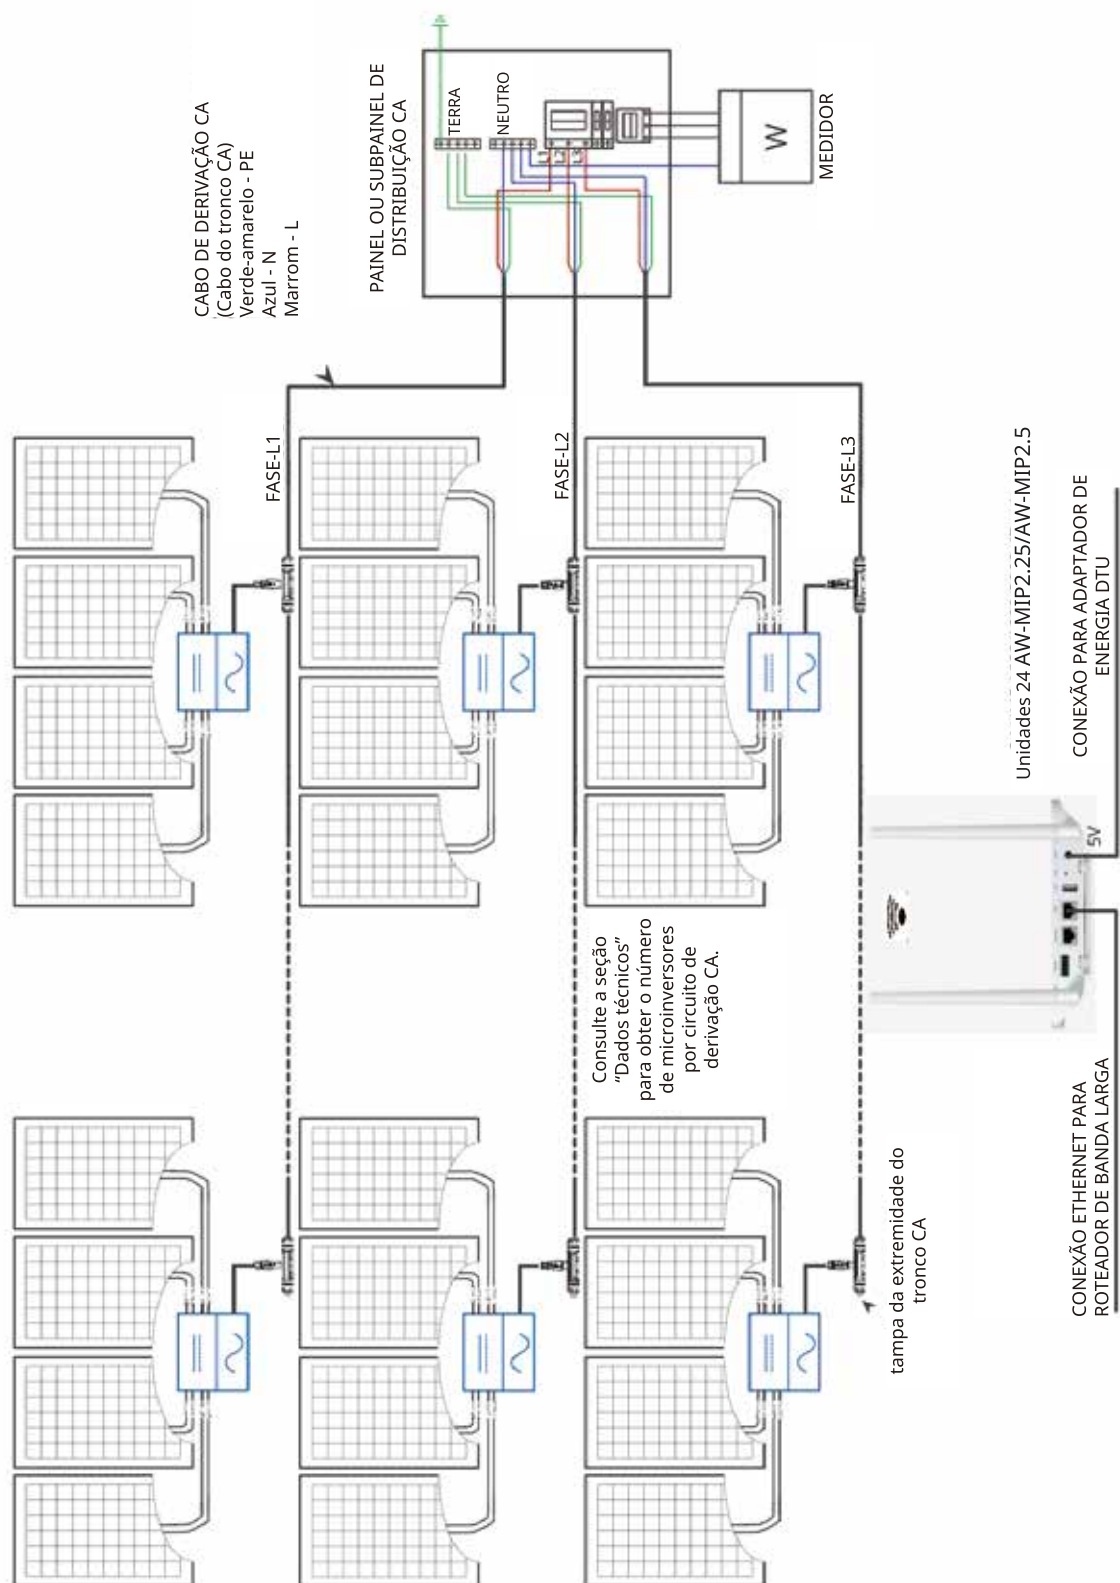 CABO DE DERIVAÇÃO CA
(Cabo do tronco CA)
Verde-amarelo - PE
Azul - N
Marrom - L
PAINEL OU SUBPAINEL DE
DISTRIBUIÇÃO CA
TERRA
NEUTRO
L1
L2
L3
W
MEDIDOR
FASE-L1
FASE-L2
FASE-L3
Consulte a seção
“Dados técnicos”
para obter o número
de microinversores
por circuito de
derivação CA.
tampa da extremidade do
tronco CA
Unidades 24 AW-MIP2.25/AW-MIP2.5
CONEXÃO PARA ADAPTADOR DE
ENERGIA DTU
5V
CONEXÃO ETHERNET PARA
ROTEADOR DE BANDA LARGA